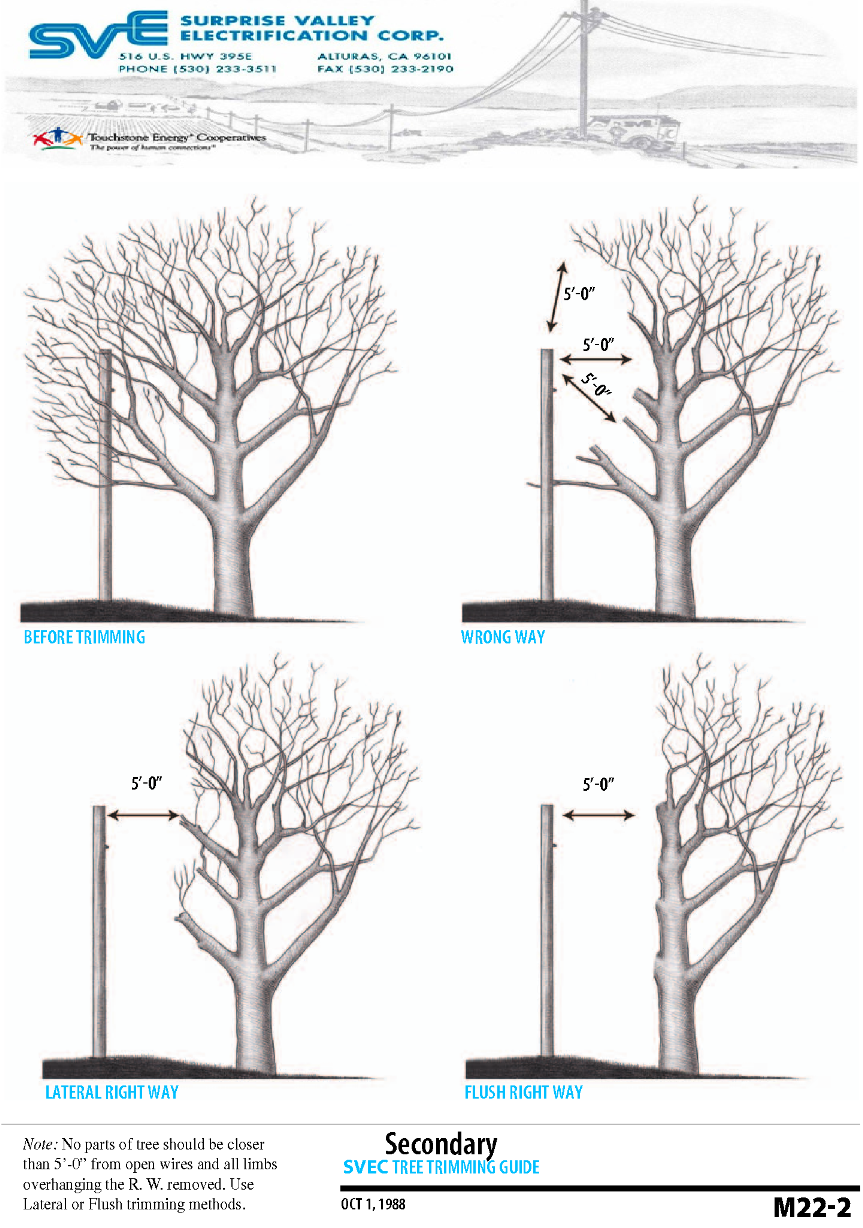 SVE SURPRISE VALLEY
ELECTRIFICATION CORP.
516 U.S. HWY 395E ALTURAS, CA 96101
PHONE (530) 233-3511 FAX (530) 233-2190
Touchstone Energy® Cooperatives
The power of human connections®
5'-0"
5'-0"
5'-0"
BEFORE TRIMMING
WRONG WAY
5'-0"
5'-0"
LATERAL RIGHT WAY
FLUSH RIGHT WAY
Note: No parts of tree should be closer
than 5'-0" from open wires and all limbs
overhanging the R. W. removed. Use
Lateral or Flush trimming methods.
Secondary
SVEC TREE TRIMMING GUIDE
OCT 1, 1988
M22-2